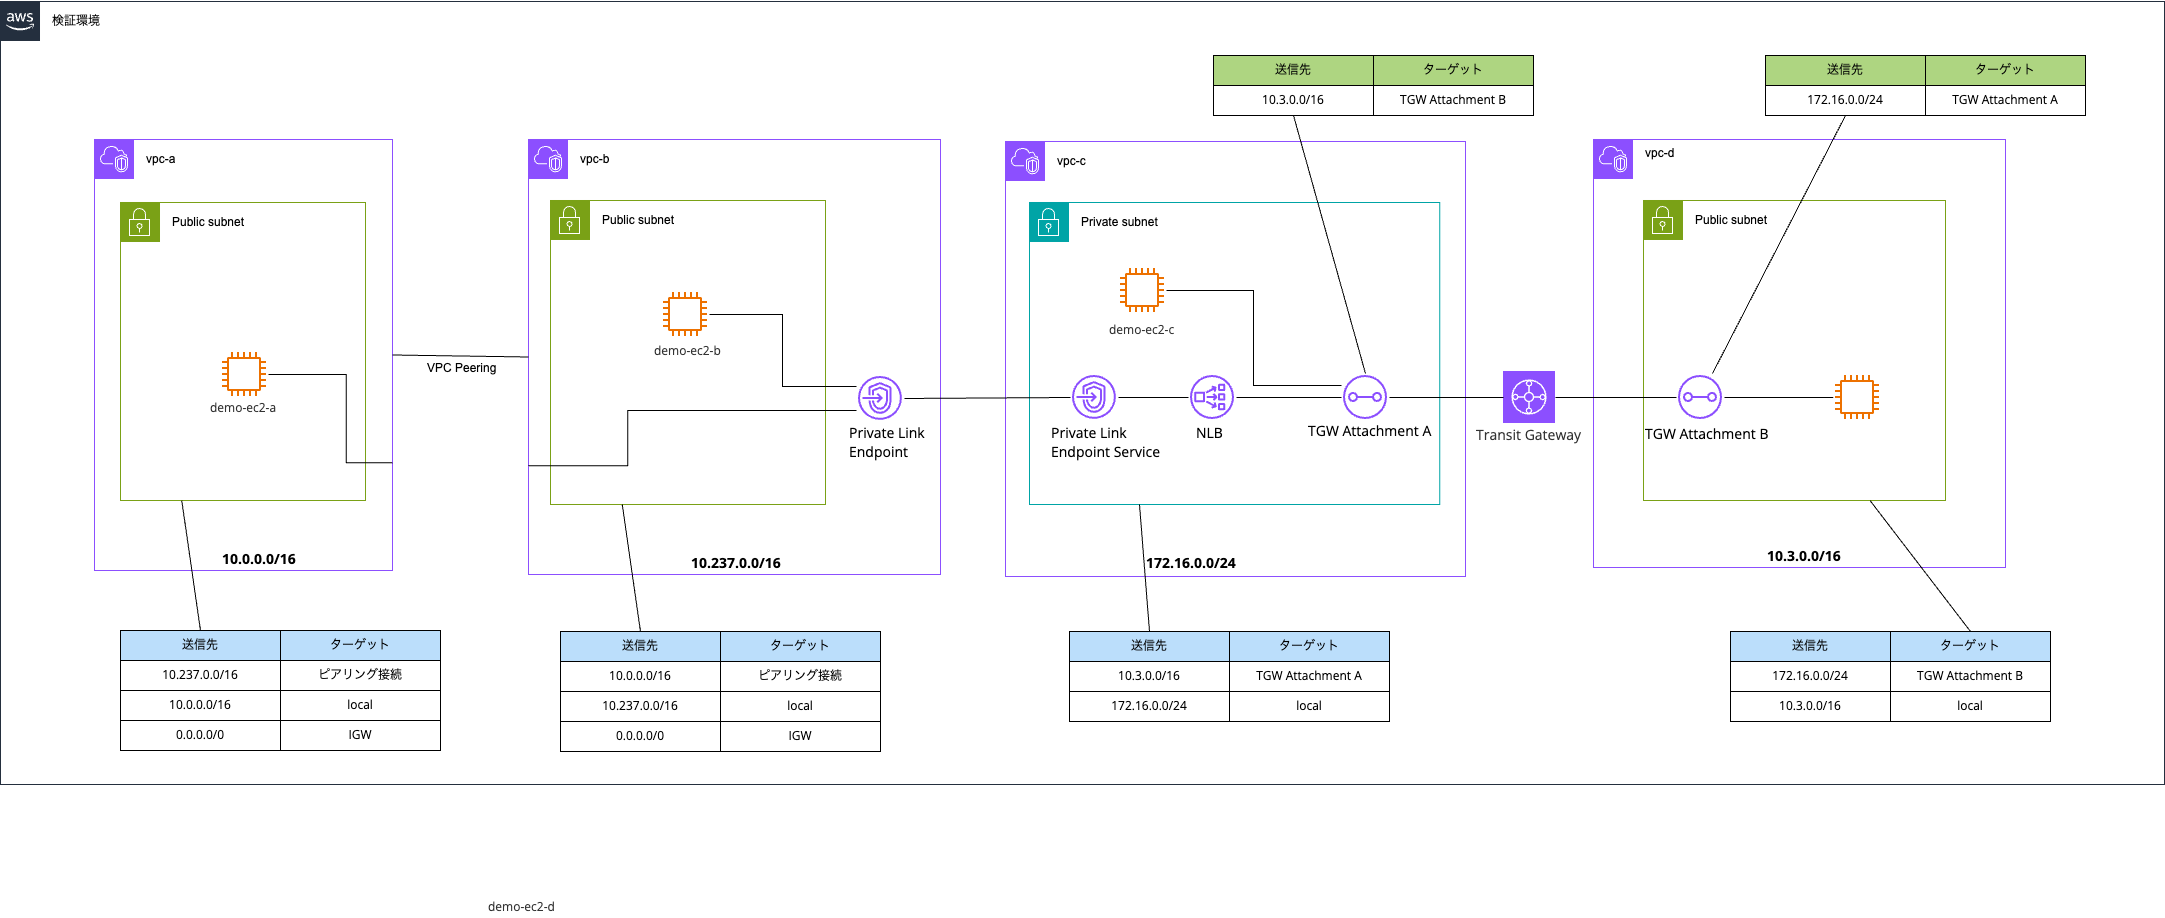 aws
検証環境
送信先 ターゲット
10.3.0.0/16 TGW Attachment B
送信先 ターゲット
172.16.0.0/24 TGW Attachment A
vpc-a
Public subnet
demo-ec2-a
10.0.0.0/16
VPC Peering
vpc-b
Public subnet
demo-ec2-b
Private Link
Endpoint
10.237.0.0/16
vpc-c
Private subnet
demo-ec2-c
Private Link
Endpoint Service
NLB
TGW Attachment A
172.16.0.0/24
Transit Gateway
vpc-d
Public subnet
TGW Attachment B
10.3.0.0/16
送信先 ターゲット
10.237.0.0/16 ピアリング接続
10.0.0.0/16 local
0.0.0.0/0 IGW
送信先 ターゲット
10.0.0.0/16 ピアリング接続
10.237.0.0/16 local
0.0.0.0/0 IGW
送信先 ターゲット
10.3.0.0/16 TGW Attachment A
172.16.0.0/24 local
送信先 ターゲット
172.16.0.0/24 TGW Attachment B
10.3.0.0/16 local
demo-ec2-d